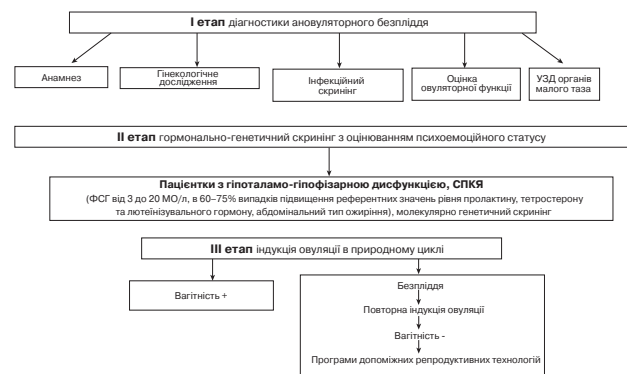 І етап діагностики ановуляторного безпліддя
Анамнез
Гінекологічне
дослідження
Інфекційний
скринінг
Оцінка
овуляторної функції
УЗД органів
малого таза
ІІ етап гормонально-генетичний скринінг з оцінюванням психоемоційного статусу
Пацієнтки з гіпоталамо-гіпофізарною дисфункцією, СПКЯ
(ФСГ від 3 до 20 МО/л, в 60–75% випадків підвищення референтних значень рівня пролактину, тетростерону
та лютеїнізувального гормону, абдомінальний тип ожиріння), молекулярно генетичний скринінг
ІІІ етап індукція овуляції в природному циклі
Вагітність +
Безпліддя
Повторна індукція овуляції
Вагітність -
Програми допоміжних репродуктивних технологій